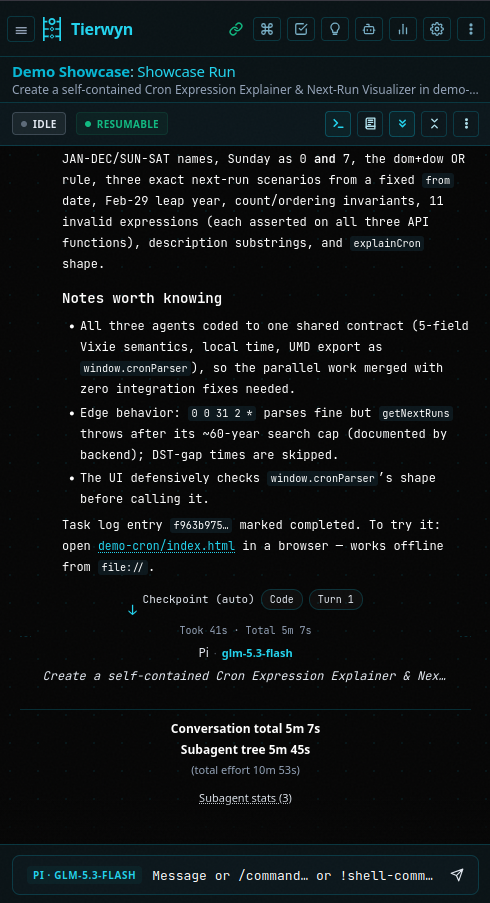 Tierwyn
Demo Showcase: Showcase Run
Create a self-contained Cron Expression Explainer & Next-Run Visualizer in demo-…
IDLE
RESUMABLE
JAN-DEC/SUN-SAT names, Sunday as 0 and 7, the dom+dow OR
rule, three exact next-run scenarios from a fixed from
date, Feb-29 leap year, count/ordering invariants, 11
invalid expressions (each asserted on all three API
functions), description substrings, and explainCron
shape.
Notes worth knowing
• All three agents coded to one shared contract (5-field
Vixie semantics, local time, UMD export as
window.cronParser), so the parallel work merged with
zero integration fixes needed.
• Edge behavior: 0 0 31 2 * parses fine but getNextRuns
throws after its ~60-year search cap (documented by
backend); DST-gap times are skipped.
• The UI defensively checks window.cronParser’s shape
before calling it.
Task log entry f963b975… marked completed. To try it:
open demo-cron/index.html in a browser — works offline
from file://.
Checkpoint (auto) Code Turn 1
Took 41s · Total 5m 7s
Pi · glm-5.3-flash
Create a self-contained Cron Expression Explainer & Nex…
Conversation total 5m 7s
Subagent tree 5m 45s
(total effort 10m 53s)
Subagent stats (3)
PI · GLM-5.3-FLASH Message or /command… or !shell-comm…